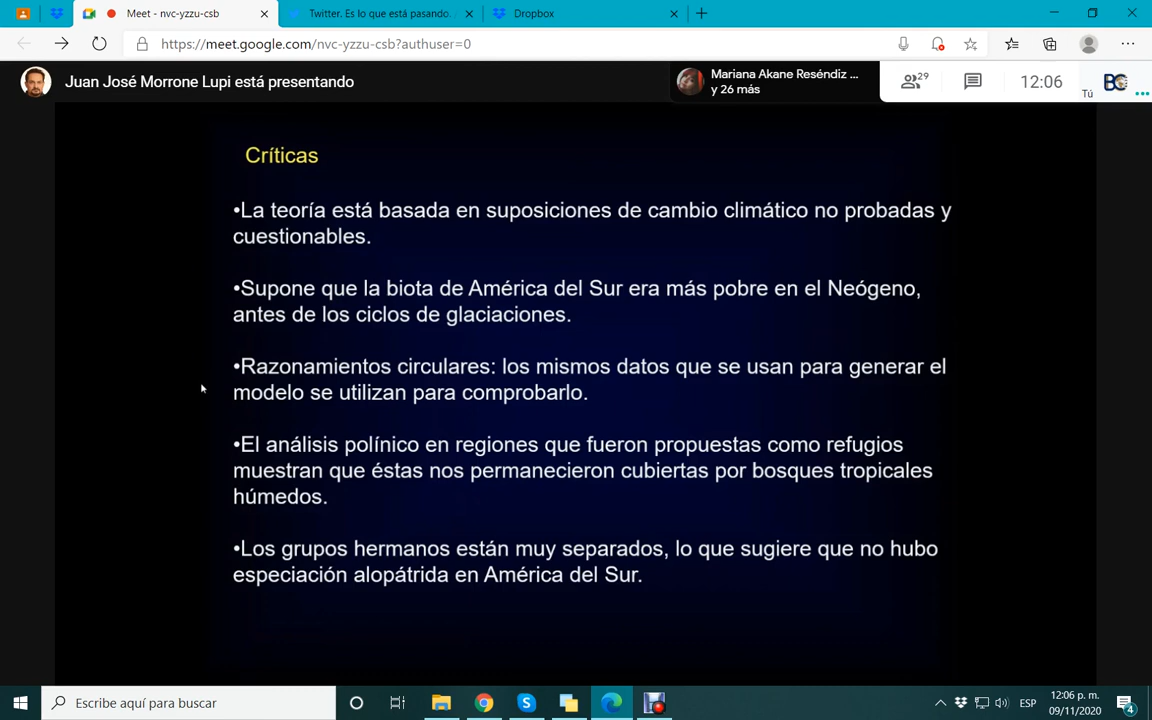 Meet - nvc-yzzu-csb
Twitter. Es lo que está pasando.
Dropbox
https://meet.google.com/nvc-yzzu-csb?authuser=0
Juan José Morrone Lupi está presentando
Mariana Akane Reséndiz ...
y 26 más
29
12:06
Tú
Críticas
•La teoría está basada en suposiciones de cambio climático no probadas y
cuestionables.
•Supone que la biota de América del Sur era más pobre en el Neógeno,
antes de los ciclos de glaciaciones.
•Razonamientos circulares: los mismos datos que se usan para generar el
modelo se utilizan para comprobarlo.
•El análisis polínico en regiones que fueron propuestas como refugios
muestran que éstas nos permanecieron cubiertas por bosques tropicales
húmedos.
•Los grupos hermanos están muy separados, lo que sugiere que no hubo
especiación alopátrida en América del Sur.
Escribe aquí para buscar
ESP
12:06 p. m.
09/11/2020
4